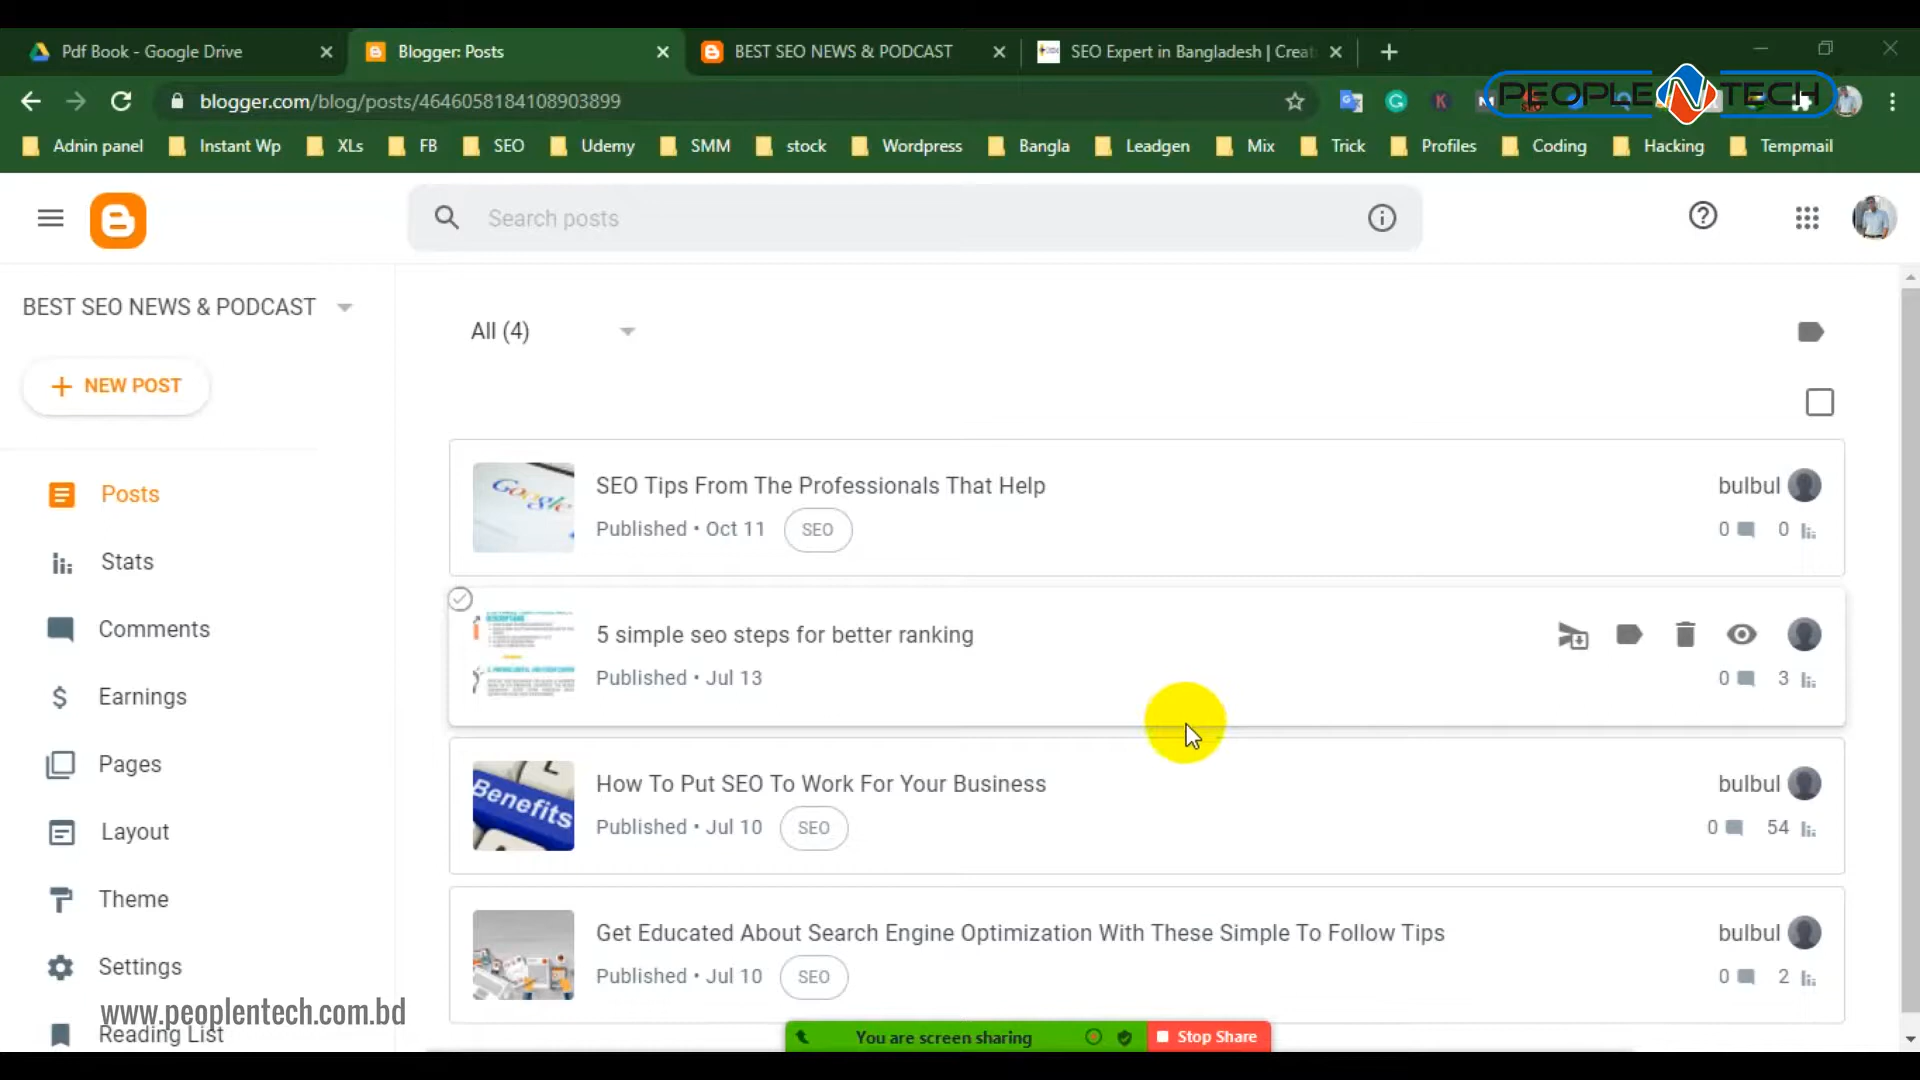 Pdf Book - Google Drive
Blogger: Posts
BEST SEO NEWS & PODCAST
SEO Expert in Bangladesh | Creat
blogger.com/blog/posts/4646058184108903899
PEOPLE N TECH
Adnin panel
Instant Wp
XLs
FB
SEO
Udemy
SMM
stock
Wordpress
Bangla
Leadgen
Mix
Trick
Profiles
Coding
Hacking
Tempmail
Search posts
BEST SEO NEWS & PODCAST
All (4)
NEW POST
Posts
Stats
Comments
Earnings
Pages
Layout
Theme
Settings
www.peoplentech.com.bd
Reading List
SEO Tips From The Professionals That Help
bulbul
Published • Oct 11
SEO
0
0
5 simple seo steps for better ranking
Published • Jul 13
0
3
Benefits
How To Put SEO To Work For Your Business
bulbul
Published • Jul 10
SEO
0
54
Get Educated About Search Engine Optimization With These Simple To Follow Tips
bulbul
Published • Jul 10
SEO
0
2
You are screen sharing
Stop Share
Google